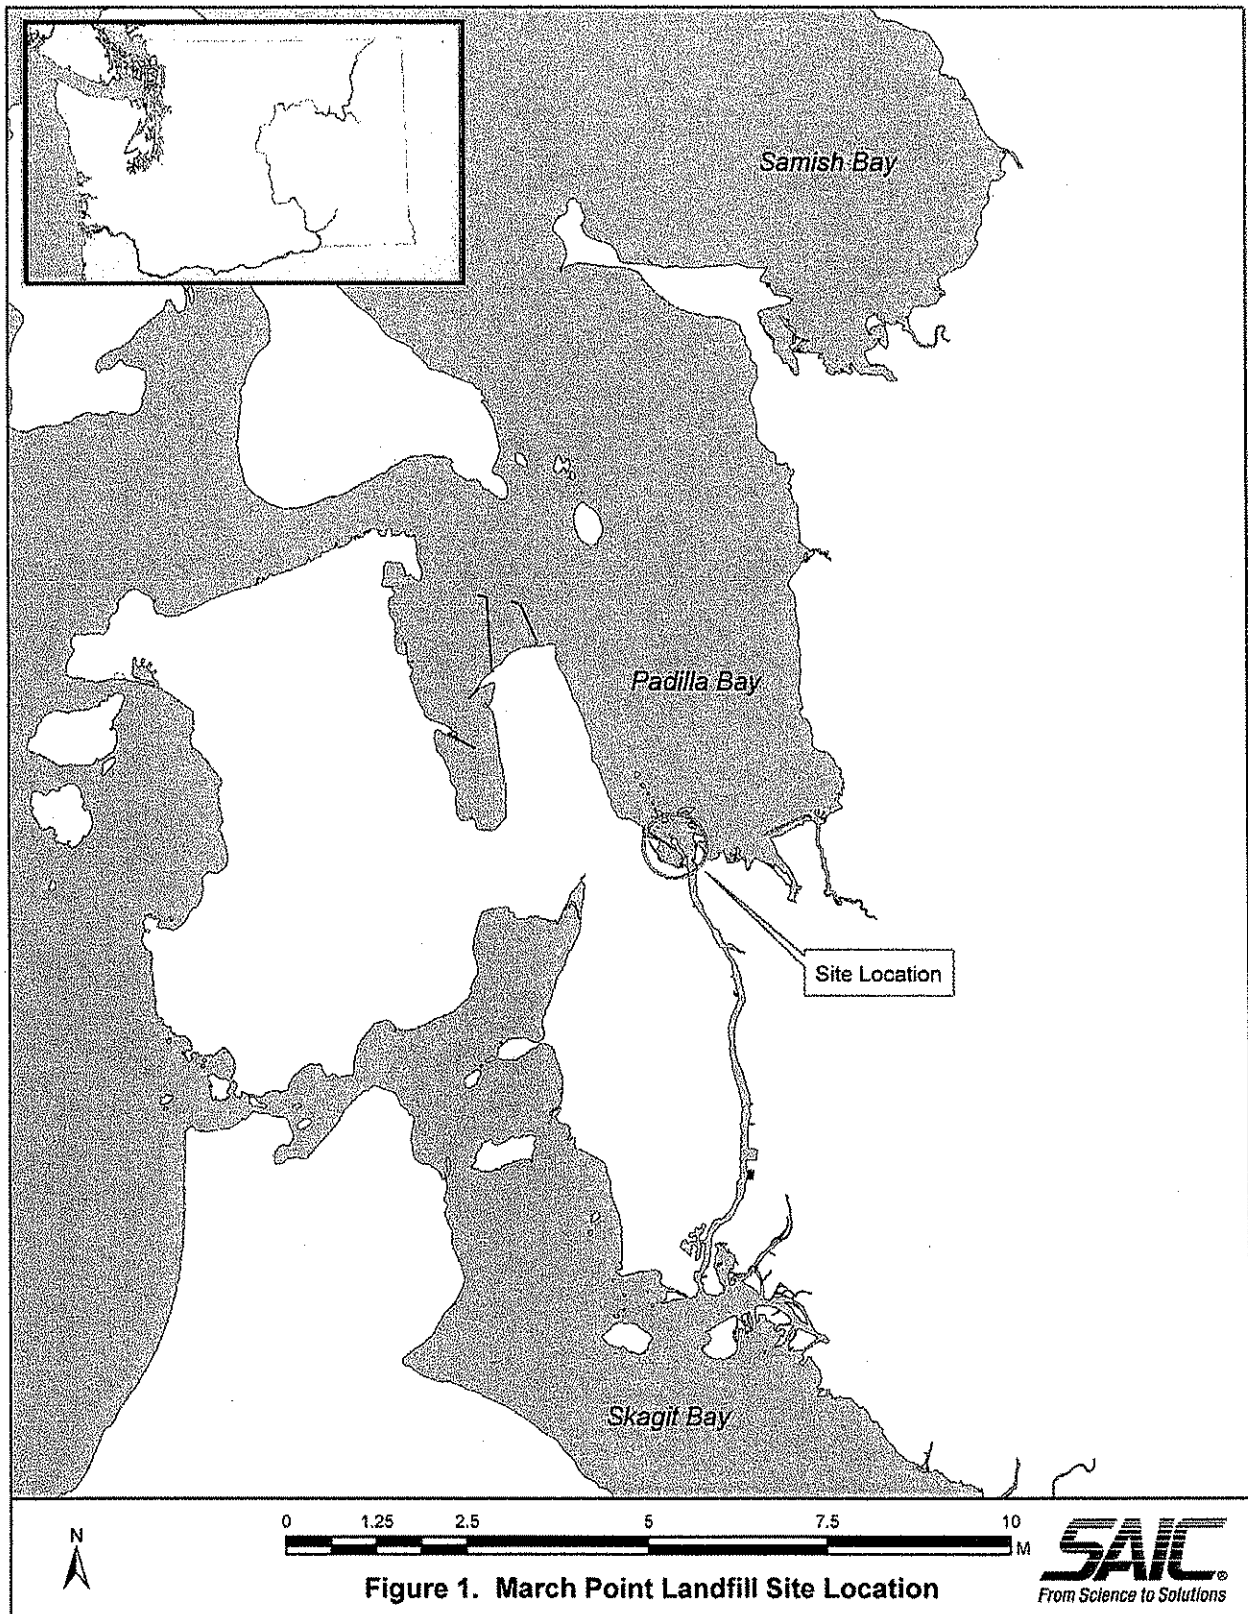 Samish Bay
Padilla Bay
Site Location
Skagit Bay
N
0 1.25 2.5 5 7.5 10
M
SAIC®
From Science to Solutions
Figure 1. March Point Landfill Site Location